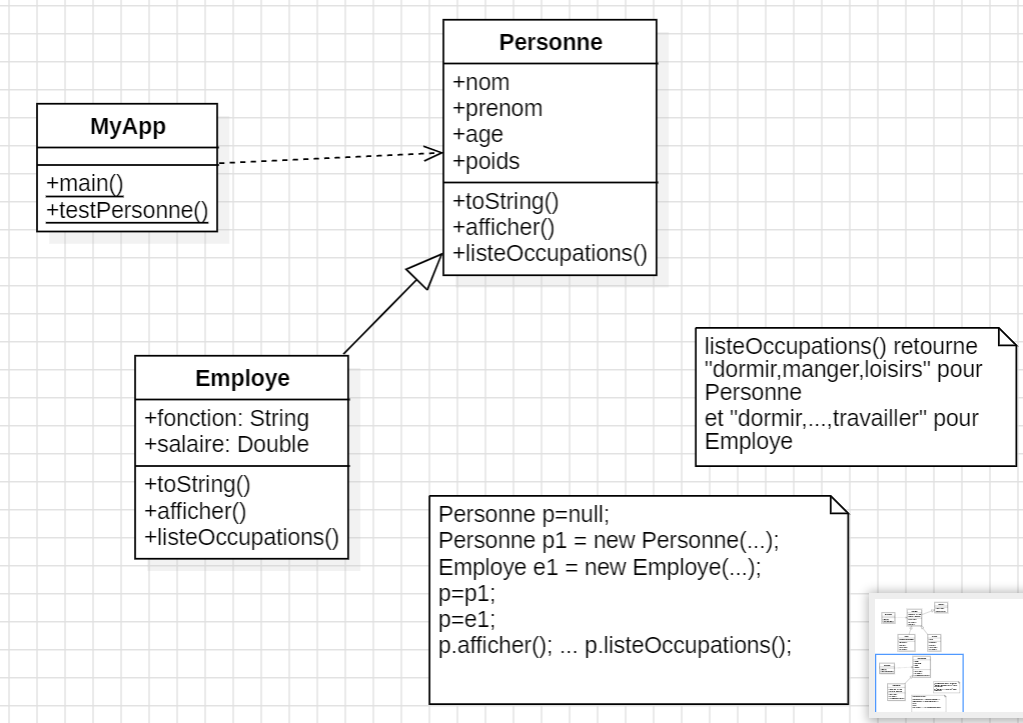 Personne
+nom
+prenom
+age
+poids
+toString()
+afficher()
+listeOccupations()
MyApp
+main()
+testPersonne()
Employe
+fonction: String
+salaire: Double
+toString()
+afficher()
+listeOccupations()
listeOccupations() retourne
"dormir,manger,loisirs" pour
Personne
et "dormir,...,travailler" pour
Employe
Personne p=null;
Personne p1 = new Personne(...);
Employe e1 = new Employe(...);
p=p1;
p=e1;
p.afficher(); ... p.listeOccupations();